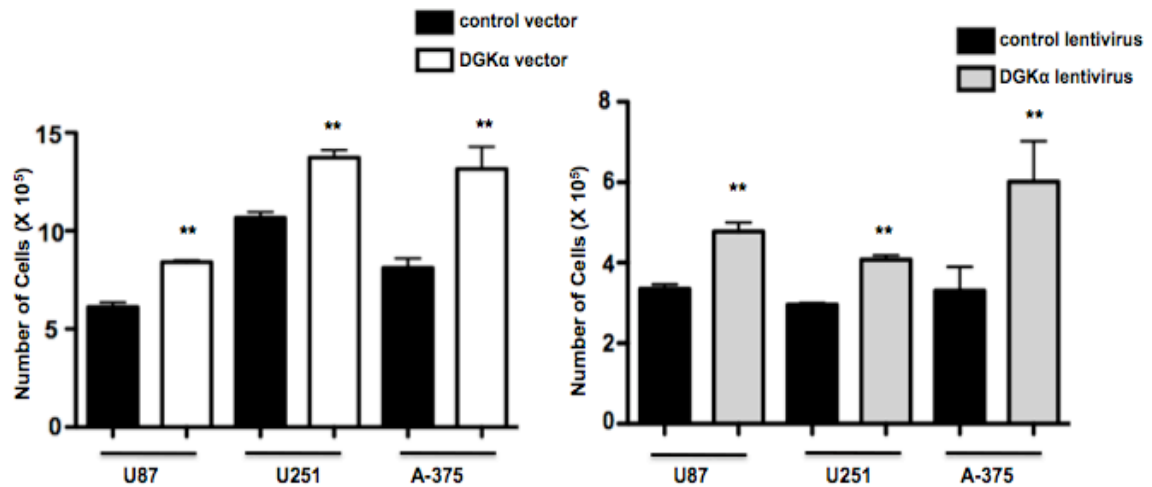 control vector
DGKα vector
Number of Cells (X 10⁵)
15
10
5
0
**
**
**
U87
U251
A-375
control lentivirus
DGKα lentivirus
Number of Cells (X 10⁵)
8
6
4
2
0
**
**
**
U87
U251
A-375